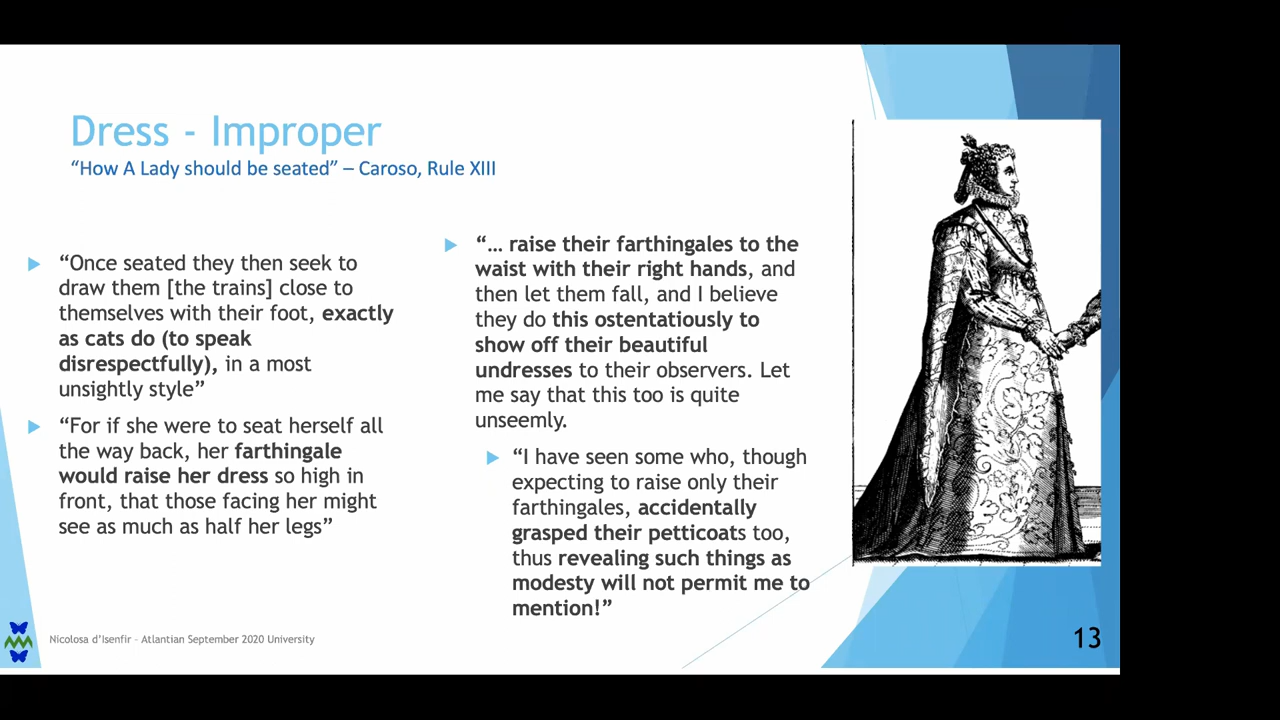 Dress - Improper
“How A Lady should be seated” – Caroso, Rule XIII
“Once seated they then seek to
draw them [the trains] close to
themselves with their foot, exactly
as cats do (to speak
disrespectfully), in a most
unsightly style”
“For if she were to seat herself all
the way back, her farthingale
would raise her dress so high in
front, that those facing her might
see as much as half her legs”
“… raise their farthingales to the
waist with their right hands, and
then let them fall, and I believe
they do this ostentatiously to
show off their beautiful
undresses to their observers. Let
me say that this too is quite
unseemly.
“I have seen some who, though
expecting to raise only their
farthingales, accidentally
grasped their petticoats too,
thus revealing such things as
modesty will not permit me to
mention!”
Nicolosa d’Isenfir – Atlantian September 2020 University
13